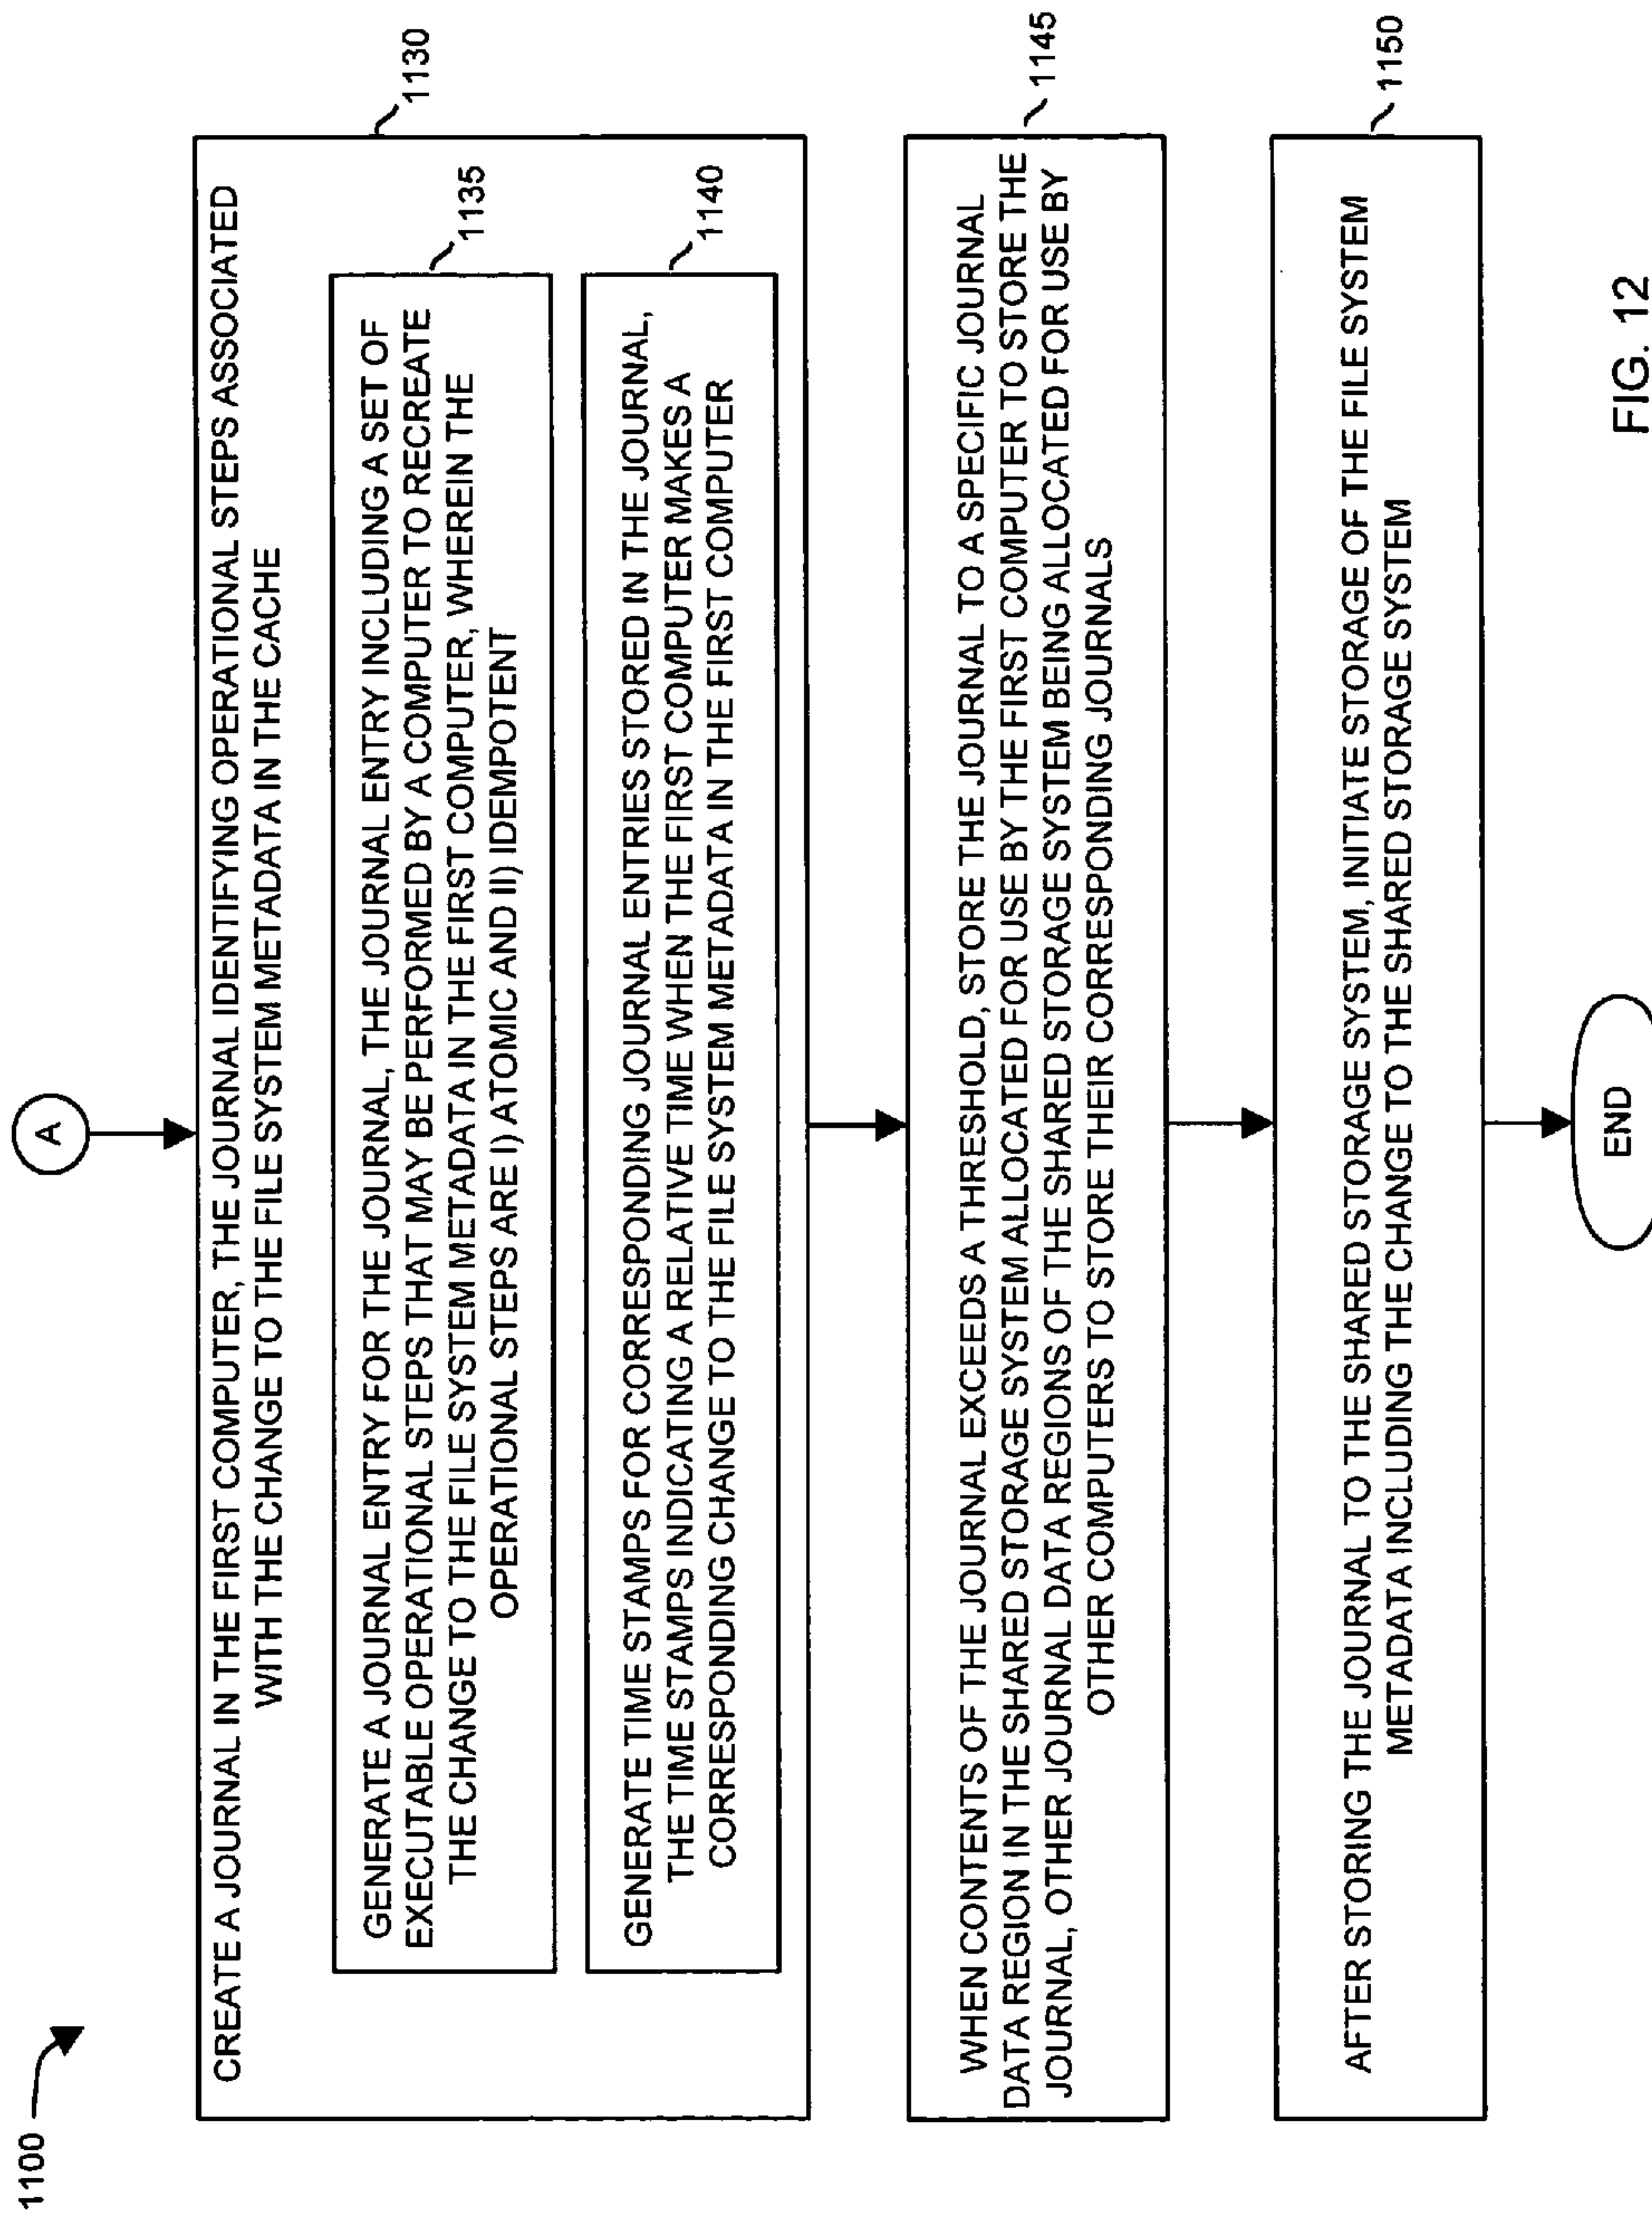 1100
A
CREATE A JOURNAL IN THE FIRST COMPUTER, THE JOURNAL IDENTIFYING OPERATIONAL STEPS ASSOCIATED
WITH THE CHANGE TO THE FILE SYSTEM METADATA IN THE CACHE
1130
GENERATE A JOURNAL ENTRY FOR THE JOURNAL, THE JOURNAL ENTRY INCLUDING A SET OF
EXECUTABLE OPERATIONAL STEPS THAT MAY BE PERFORMED BY A COMPUTER TO RECREATE
THE CHANGE TO THE FILE SYSTEM METADATA IN THE FIRST COMPUTER, WHEREIN THE
OPERATIONAL STEPS ARE I) ATOMIC AND II) IDEMPOTENT
1135
GENERATE TIME STAMPS FOR CORRESPONDING JOURNAL ENTRIES STORED IN THE JOURNAL,
THE TIME STAMPS INDICATING A RELATIVE TIME WHEN THE FIRST COMPUTER MAKES A
CORRESPONDING CHANGE TO THE FILE SYSTEM METADATA IN THE FIRST COMPUTER
1140
WHEN CONTENTS OF THE JOURNAL EXCEEDS A THRESHOLD, STORE THE JOURNAL TO A SPECIFIC JOURNAL
DATA REGION IN THE SHARED STORAGE SYSTEM ALLOCATED FOR USE BY THE FIRST COMPUTER TO STORE THE
JOURNAL, OTHER JOURNAL DATA REGIONS OF THE SHARED STORAGE SYSTEM BEING ALLOCATED FOR USE BY
OTHER COMPUTERS TO STORE THEIR CORRESPONDING JOURNALS
1145
AFTER STORING THE JOURNAL TO THE SHARED STORAGE SYSTEM, INITIATE STORAGE OF THE FILE SYSTEM
METADATA INCLUDING THE CHANGE TO THE SHARED STORAGE SYSTEM
1150
END
FIG. 12